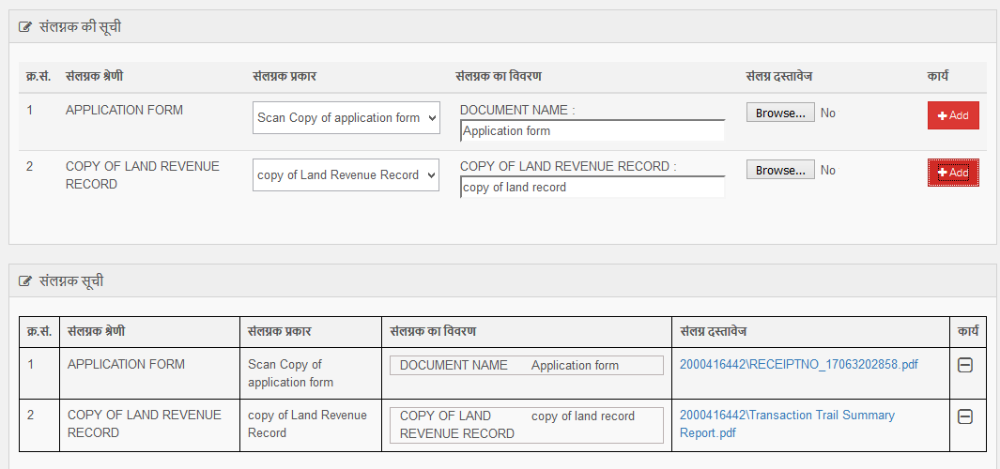 संलग्नक की सूची
क्र.सं. संलग्नक श्रेणी संलग्नक प्रकार संलग्नक का विवरण संलग्न दस्तावेज कार्य
1 APPLICATION FORM Scan Copy of application form DOCUMENT NAME : Browse... No Add
Application form
2 COPY OF LAND REVENUE copy of Land Revenue Record COPY OF LAND REVENUE RECORD : Browse... No Add
RECORD copy of land record
संलग्नक सूची
क्र.सं. संलग्नक श्रेणी संलग्नक प्रकार संलग्नक का विवरण संलग्न दस्तावेज कार्य
1 APPLICATION FORM Scan Copy of DOCUMENT NAME Application form 2000416442\RECEIPTNO_17063202858.pdf
application form
2 COPY OF LAND REVENUE copy of Land Revenue COPY OF LAND copy of land record 2000416442\Transaction Trail Summary
RECORD Record REVENUE RECORD Report.pdf